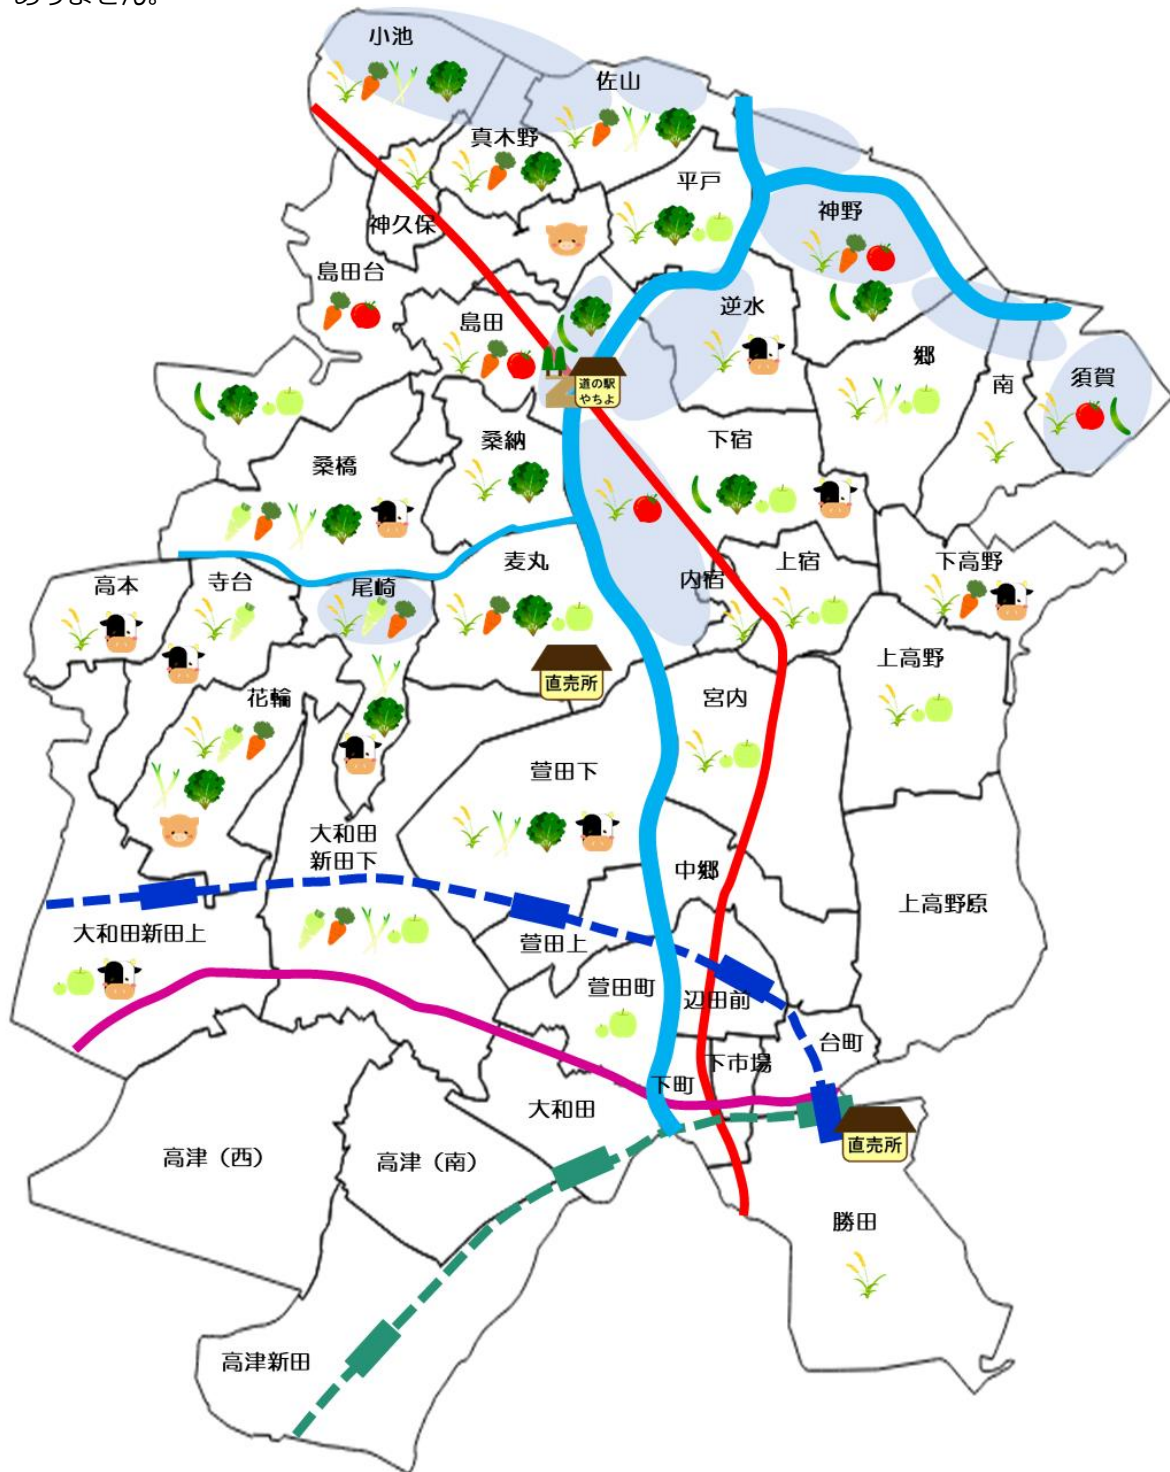 ありません。
小池
佐山
真木野
平戸
神久保
神野
島田台
島田
逆水
郷
南
須賀
道の駅
やちよ
桑納
下宿
桑橋
麦丸
高本
寺台
尾崎
内宿
上宿
下高野
上高野
直売所
花輪
宮内
萱田下
大和田
新田下
中郷
上高野原
大和田新田上
萱田上
萱田町
辺田前
台町
下市場
下町
大和田
直売所
高津（西）
高津（南）
勝田
高津新田